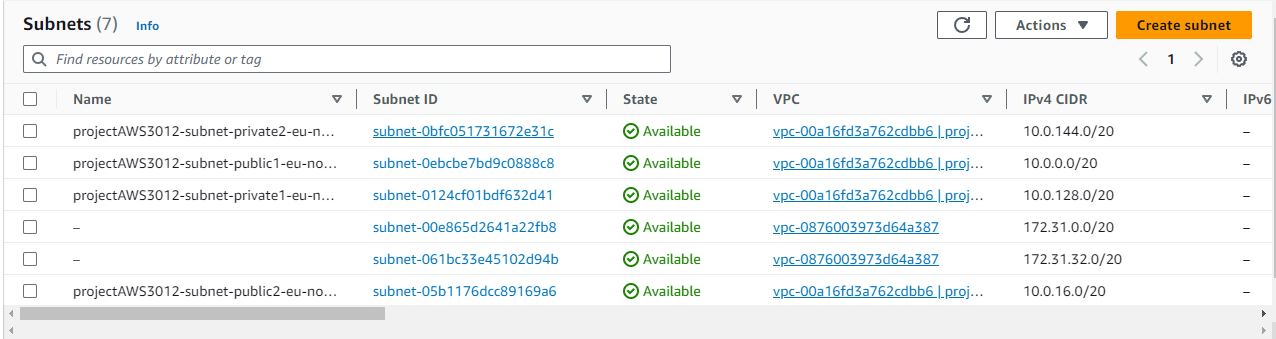 Subnets (7) Info Actions Create subnet
Find resources by attribute or tag 1
Name Subnet ID State VPC IPv4 CIDR IPv6
projectAWS3012-subnet-private2-eu-n... subnet-0bfc051731672e31c Available vpc-00a16fd3a762cdbb6 | proj... 10.0.144.0/20 –
projectAWS3012-subnet-public1-eu-no... subnet-0ebcbe7bd9c0888c8 Available vpc-00a16fd3a762cdbb6 | proj... 10.0.0.0/20 –
projectAWS3012-subnet-private1-eu-n... subnet-0124cf01bdf632d41 Available vpc-00a16fd3a762cdbb6 | proj... 10.0.128.0/20 –
– subnet-00e865d2641a22fb8 Available vpc-0876003973d64a387 172.31.0.0/20 –
– subnet-061bc33e45102d94b Available vpc-0876003973d64a387 172.31.32.0/20 –
projectAWS3012-subnet-public2-eu-no... subnet-05b1176dcc89169a6 Available vpc-00a16fd3a762cdbb6 | proj... 10.0.16.0/20 –